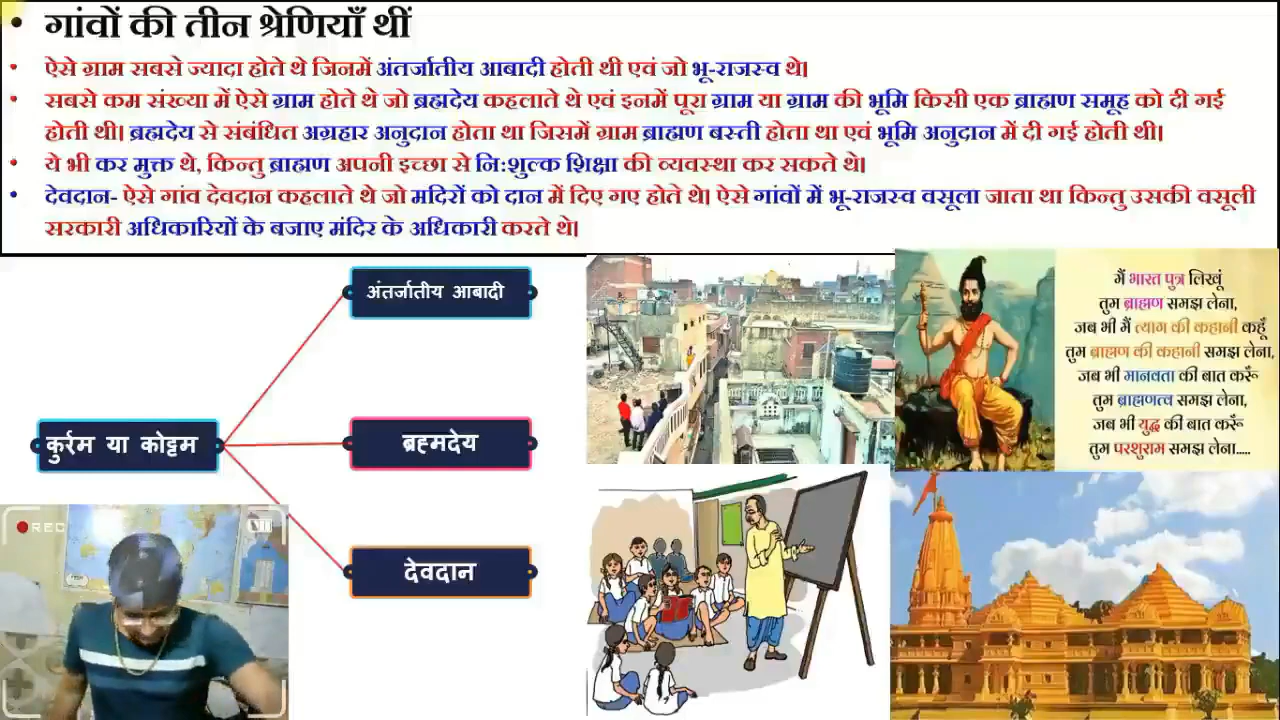 • गांवों की तीन श्रेणियाँ थीं
• ऐसे ग्राम सबसे ज्यादा होते थे जिनमें अंतर्जातीय आबादी होती थी एवं जो भू-राजस्व थे।
• सबसे कम संख्या में ऐसे ग्राम होते थे जो ब्रह्मदेय कहलाते थे एवं इनमें पूरा ग्राम या ग्राम की भूमि किसी एक ब्राह्मण समूह को दी गई
होती थी। ब्रह्मदेय से संबंधित अग्रहार अनुदान होता था जिसमें ग्राम ब्राह्मण बस्ती होता था एवं भूमि अनुदान में दी गई होती थी।
• ये भी कर मुक्त थे, किन्तु ब्राह्मण अपनी इच्छा से नि:शुल्क शिक्षा की व्यवस्था कर सकते थे।
• देवदान- ऐसे गांव देवदान कहलाते थे जो मदिरों को दान में दिए गए होते थे। ऐसे गांवों में भू-राजस्व वसूला जाता था किन्तु उसकी वसूली
सरकारी अधिकारियों के बजाए मंदिर के अधिकारी करते थे।
अंतर्जातीय आबादी
कुर्रम या कोट्टम
ब्रह्मदेय
देवदान
मैं भारत पुत्र लिखूं
तुम ब्राह्मण समझ लेना,
जब भी मैं त्याग की कहानी कहूँ
तुम ब्राह्मण की कहानी समझ लेना,
जब भी मानवता की बात करूँ
तुम ब्राह्मणत्व समझ लेना,
जब भी युद्ध की बात करूँ
तुम परशुराम समझ लेना.....
REC